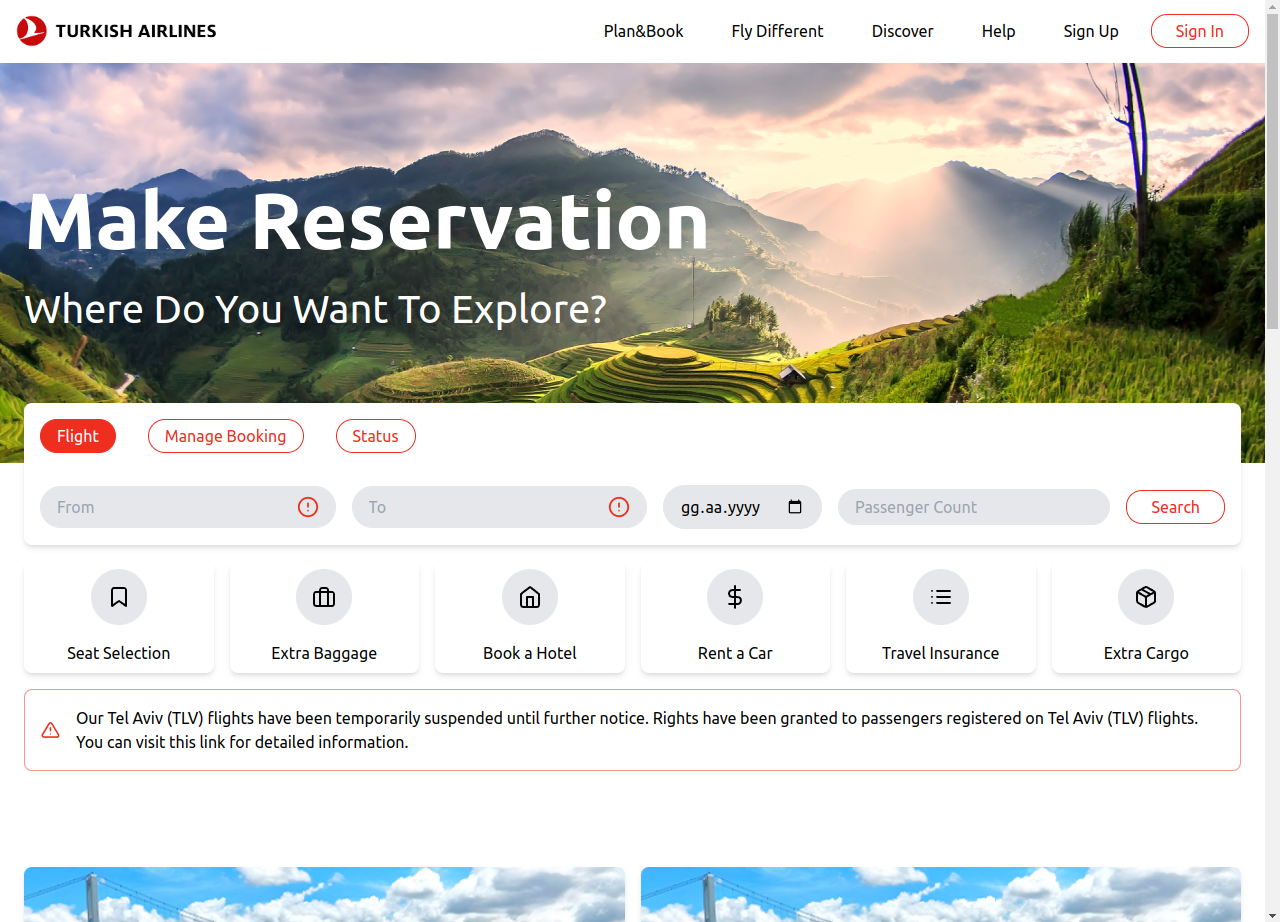 TURKISH AIRLINES
Plan&Book
Fly Different
Discover
Help
Sign Up
Sign In
Make Reservation
Where Do You Want To Explore?
Flight
Manage Booking
Status
From
To
gg.aa.yyyy
Passenger Count
Search
Seat Selection
Extra Baggage
Book a Hotel
Rent a Car
Travel Insurance
Extra Cargo
Our Tel Aviv (TLV) flights have been temporarily suspended until further notice. Rights have been granted to passengers registered on Tel Aviv (TLV) flights.
You can visit this link for detailed information.